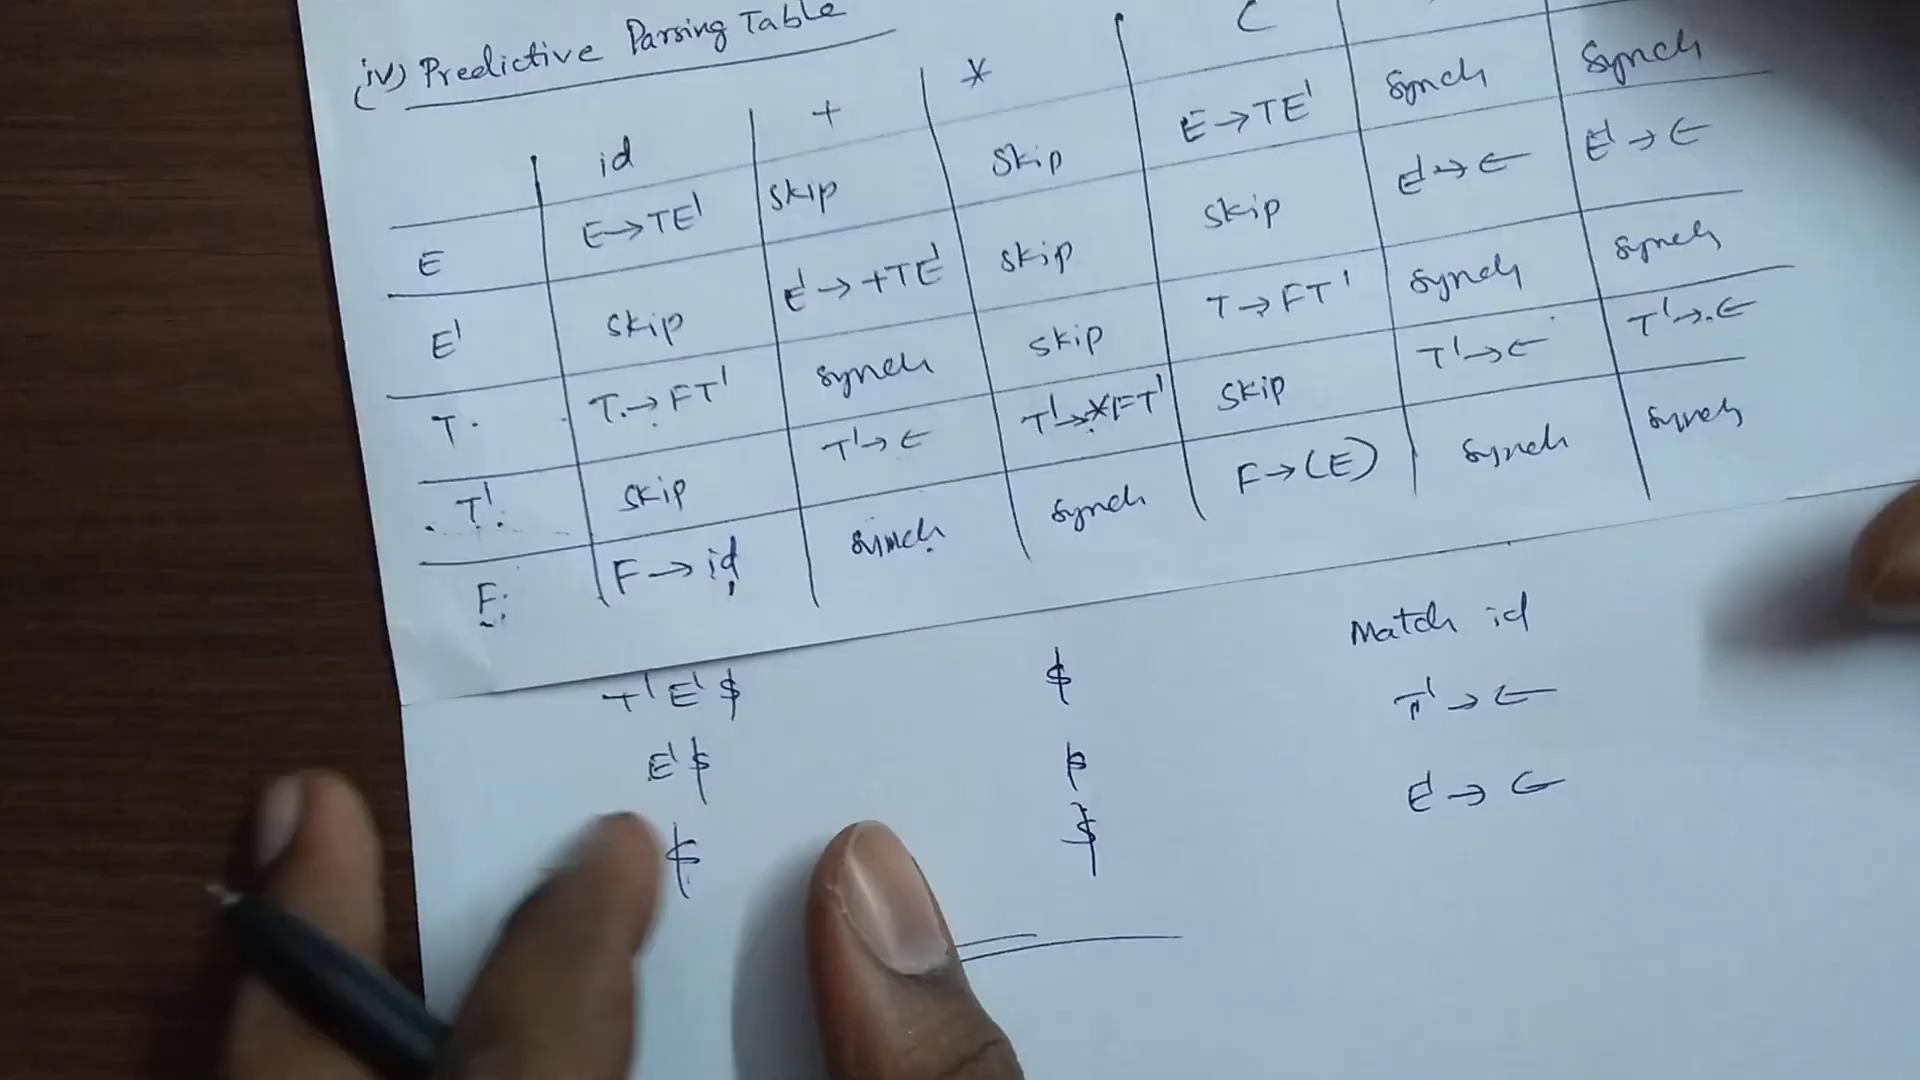 (iv) Predictive Parsing Table
id + * (
E E→TE' skip skip E→TE' synch synch
E' skip E'→+TE' skip skip E'→ϵ E'→ϵ
T. T.→FT' synch skip T→FT' synch synch
T'. skip T'→ϵ T'→*FT' skip T'→ϵ T'→.ϵ
F: F→id synch synch F→(E) synch synch
Match id
T'E'$ $ T'→ϵ
E'$ $ E'→ϵ
$ $